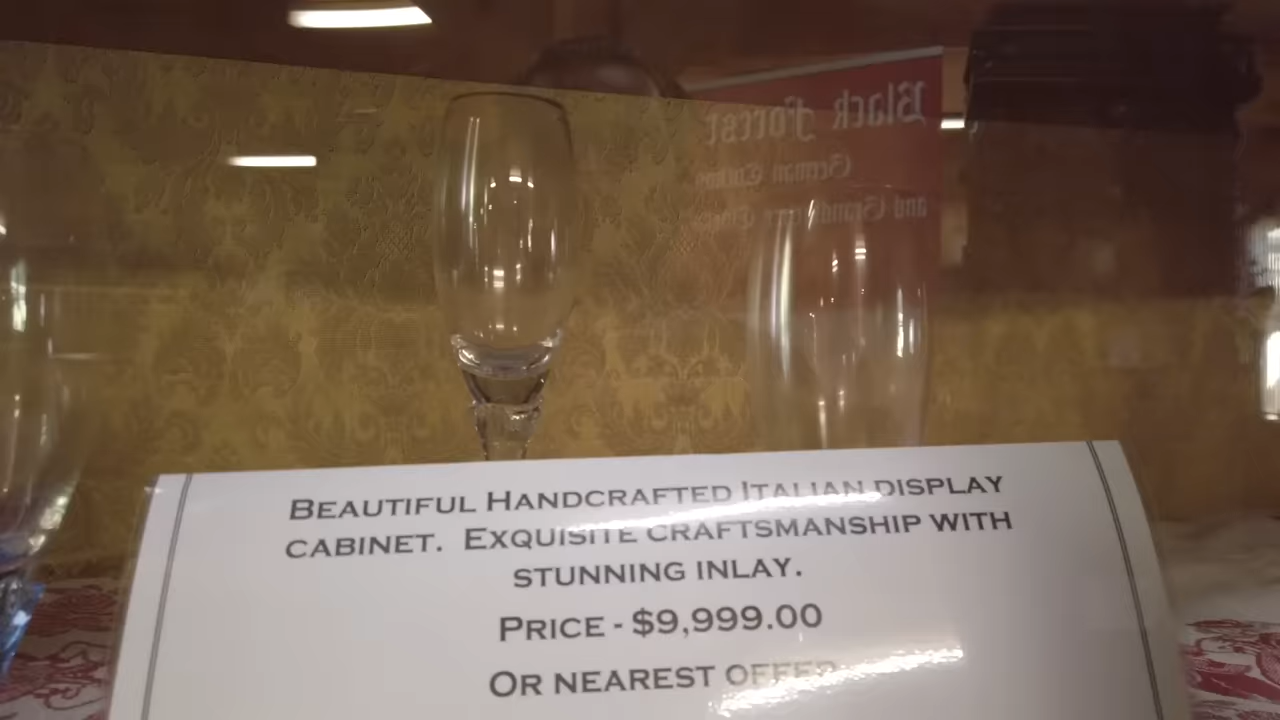 Black Forest
German
and
BEAUTIFUL HANDCRAFTED ITALIAN DISPLAY
CABINET. EXQUISITE CRAFTSMANSHIP WITH
STUNNING INLAY.
PRICE - $9,999.00
OR NEAREST OFFER